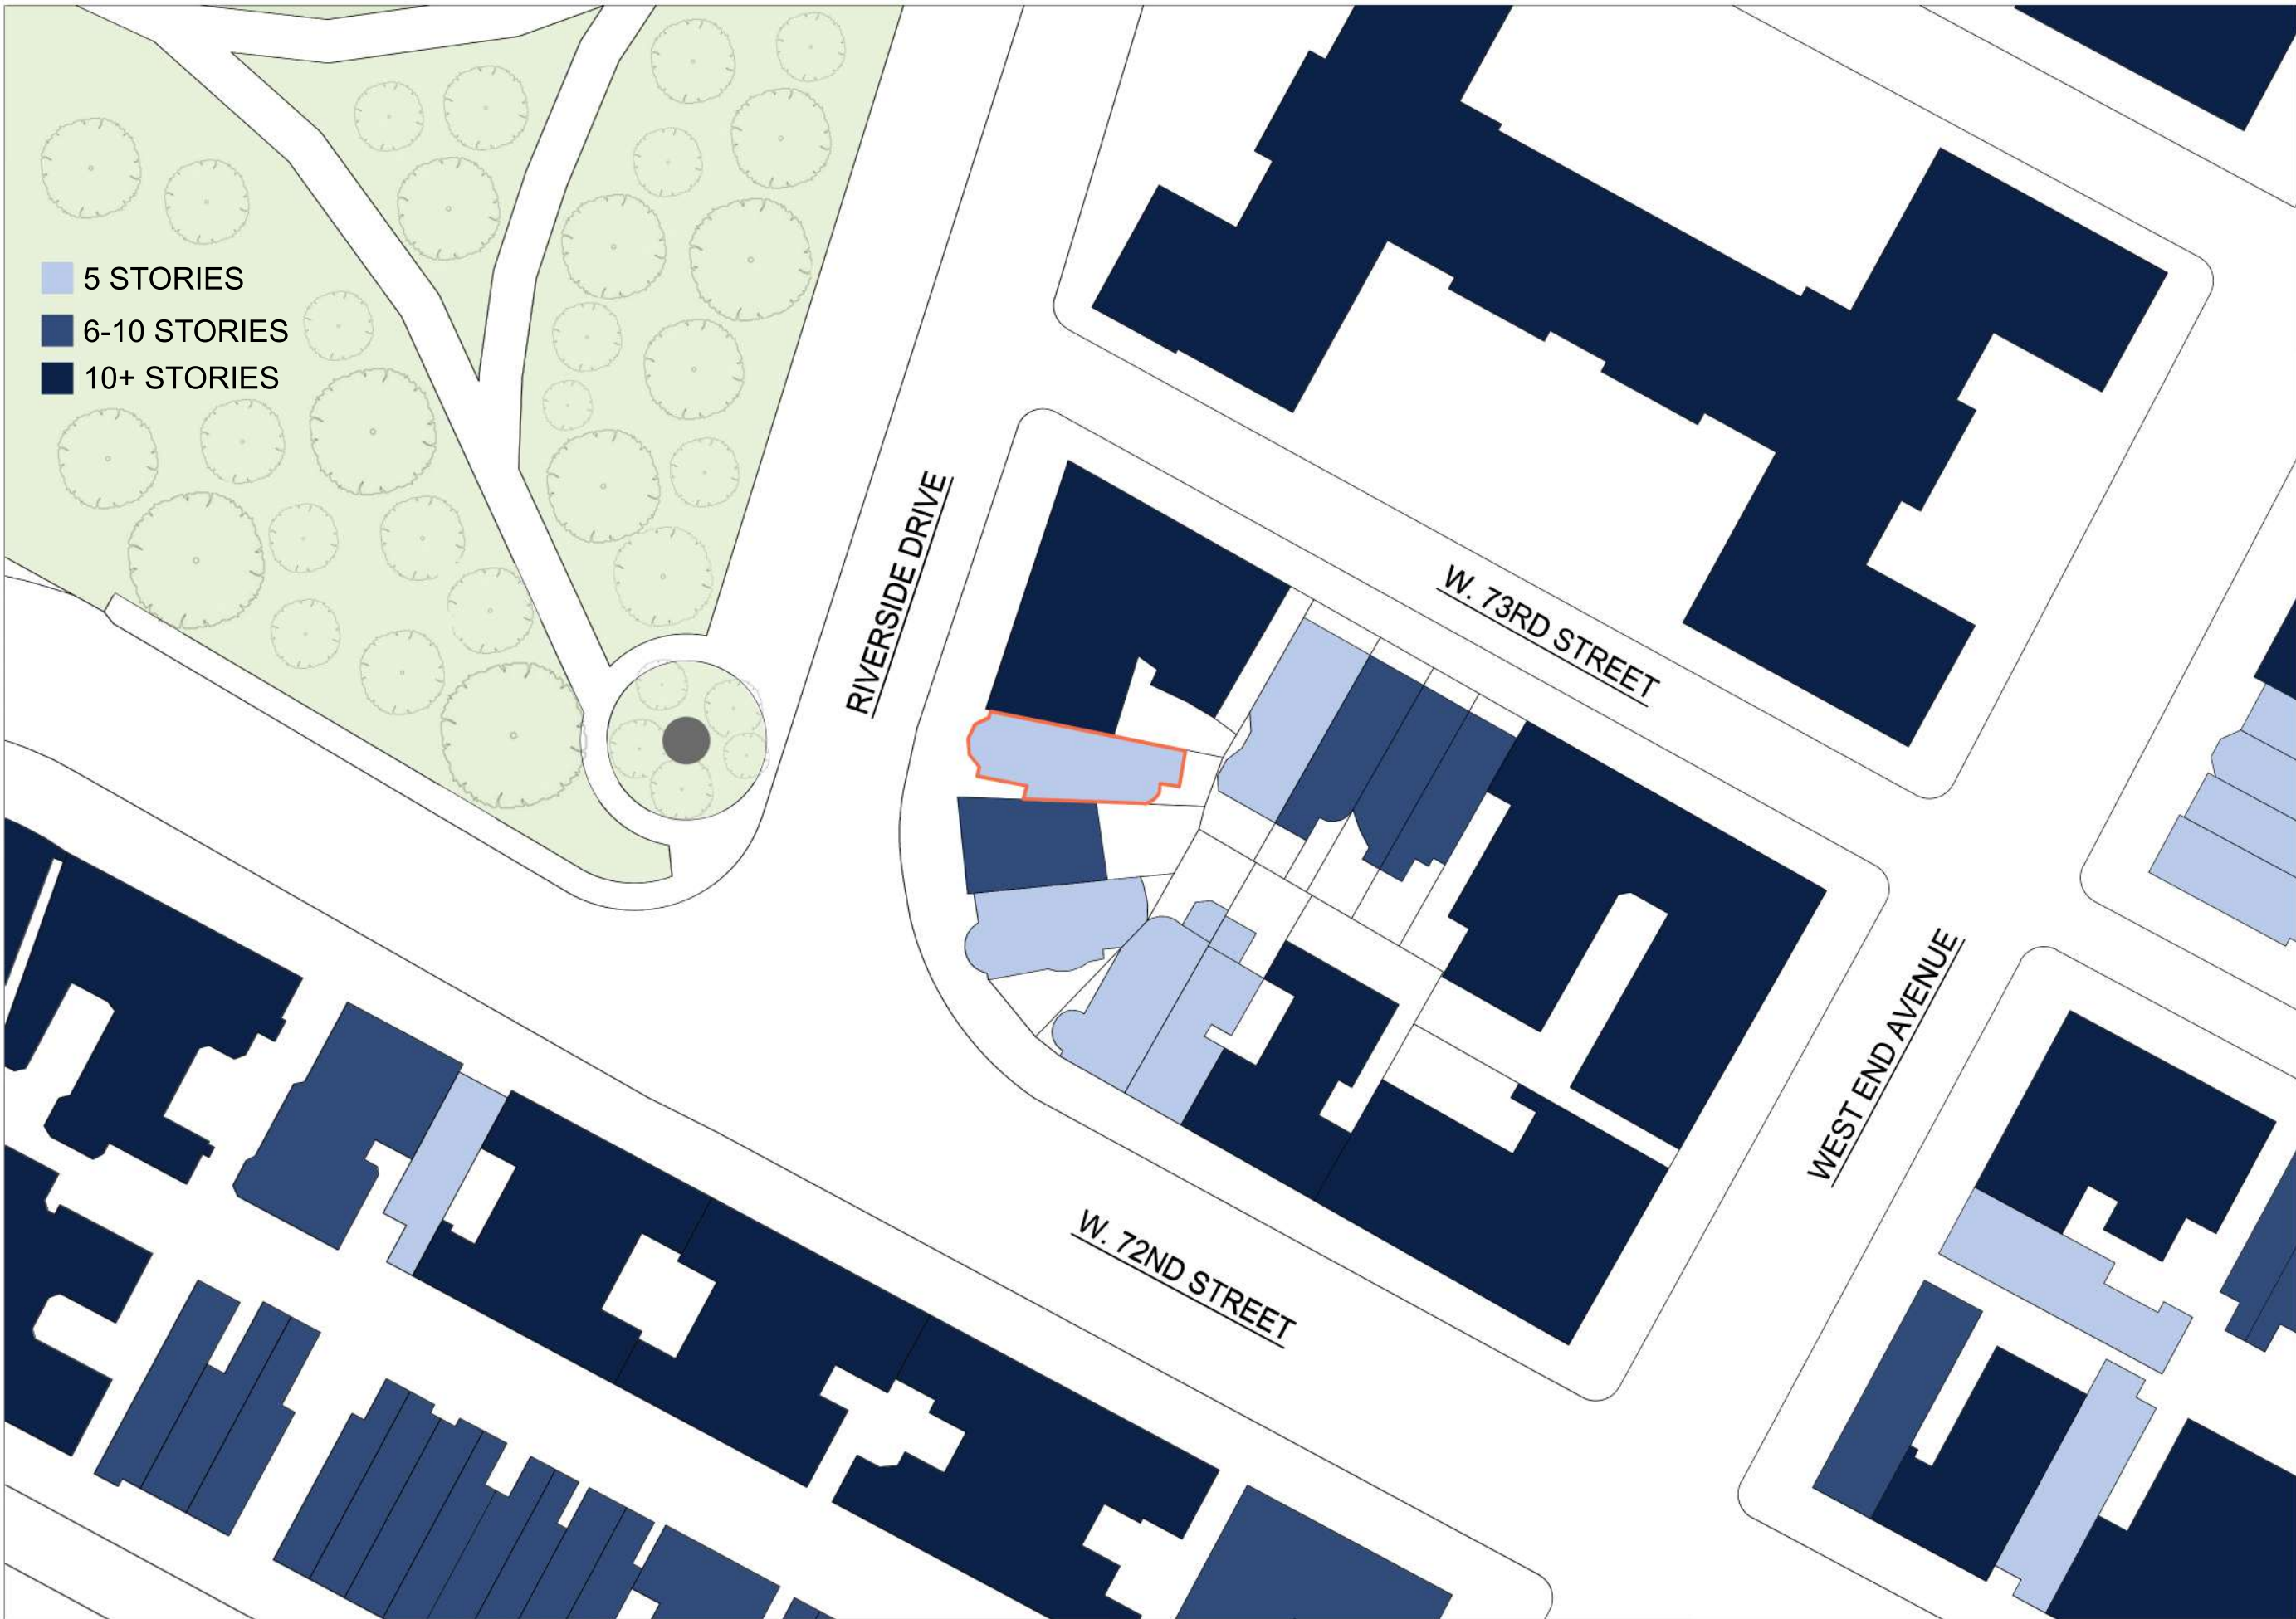 5 STORIES
6-10 STORIES
10+ STORIES
RIVERSIDE DRIVE
W. 73RD STREET
WEST END AVENUE
W. 72ND STREET